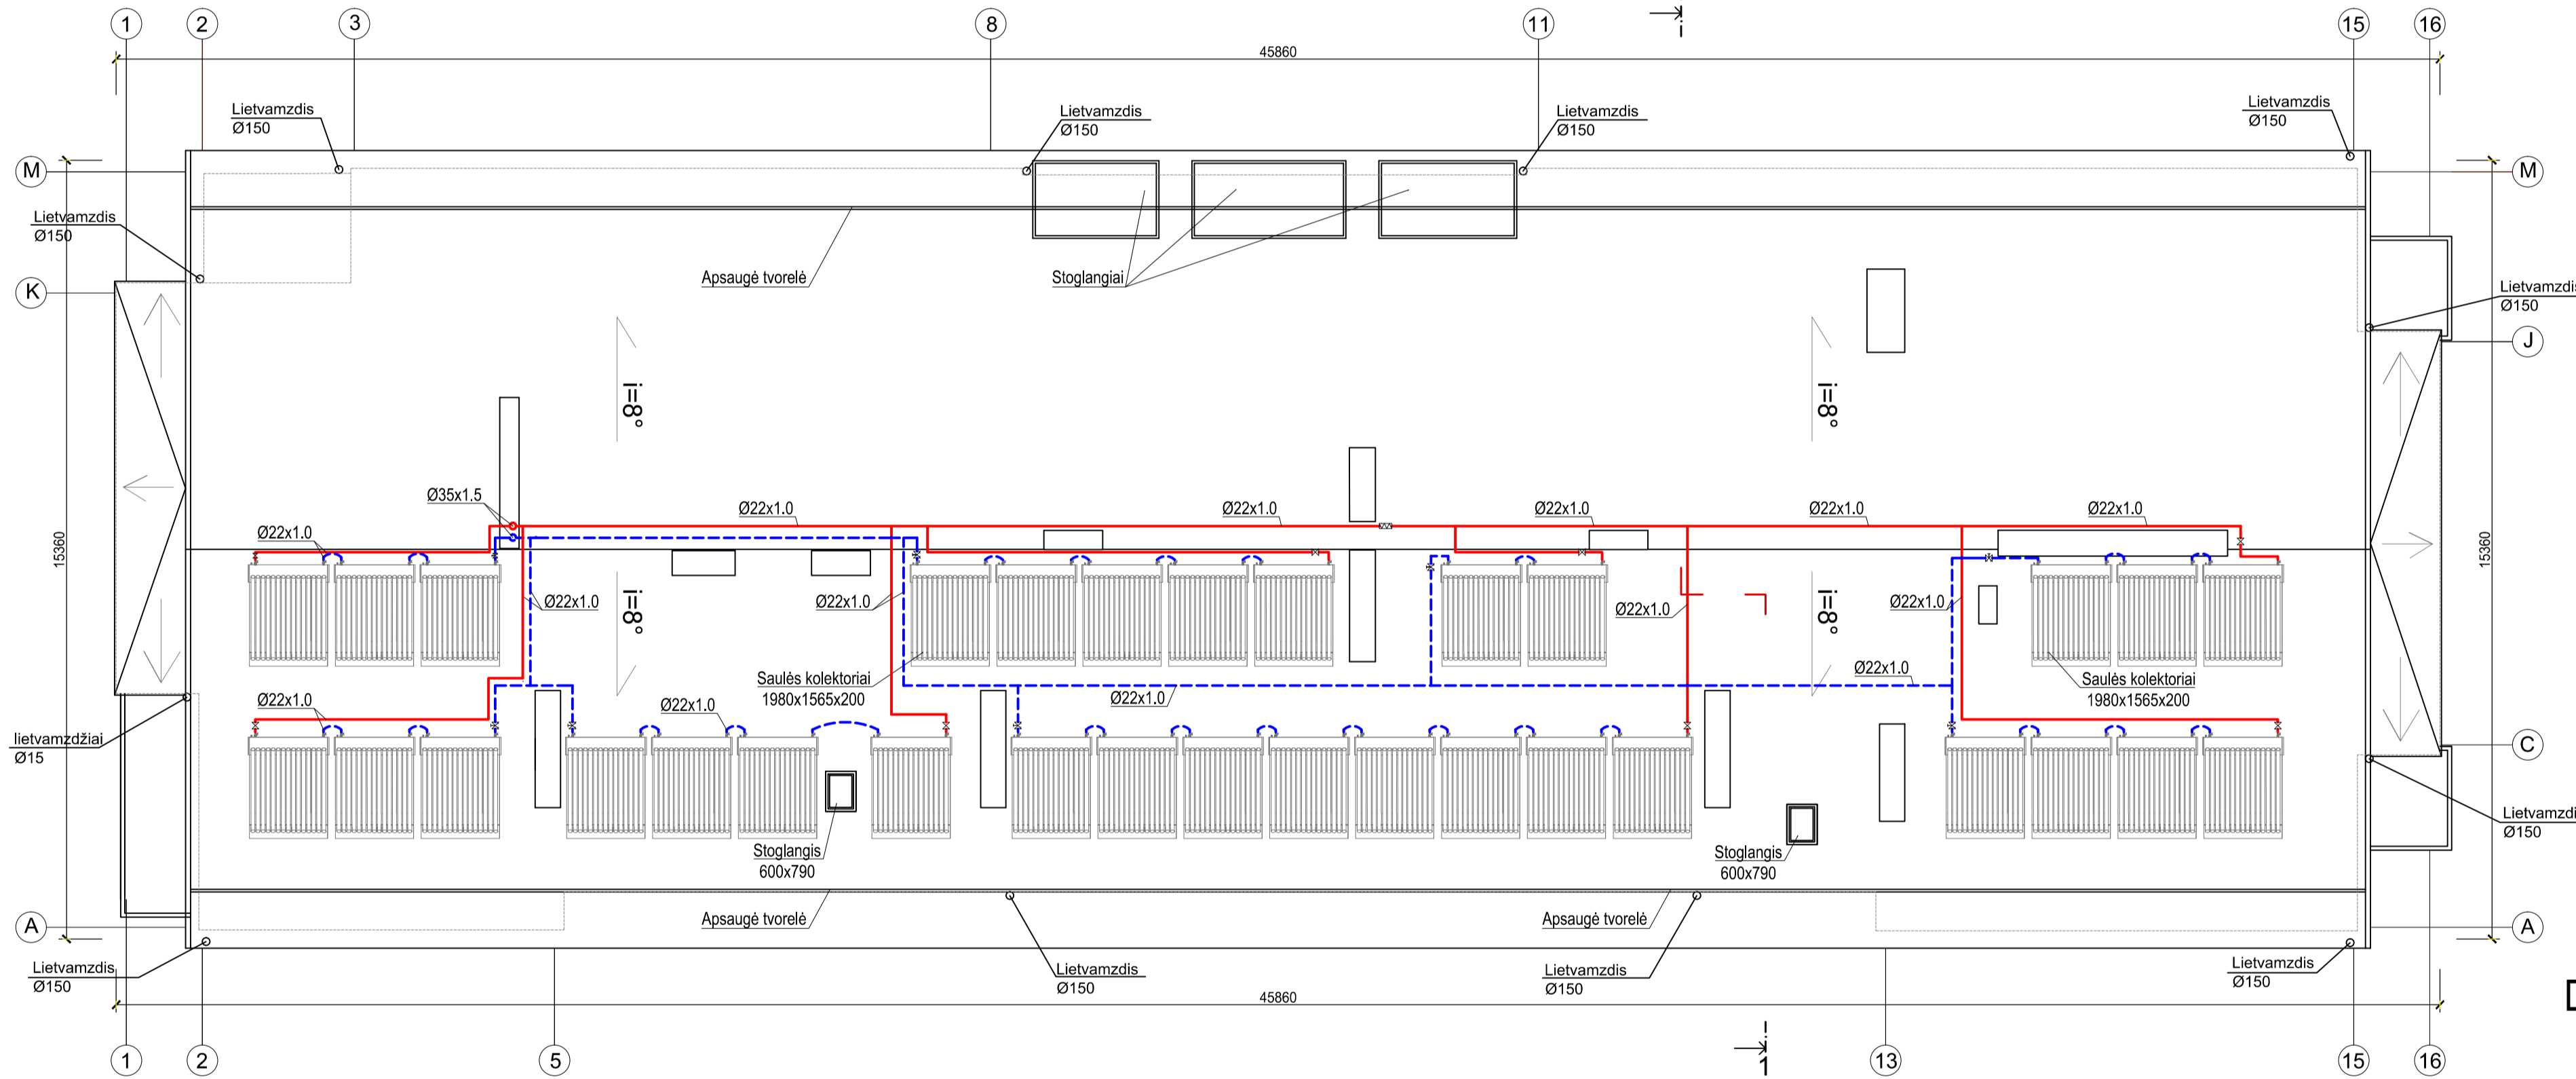 1
2
3
8
11
15
16
45860
Lietvamzdis
Ø150
Lietvamzdis
Ø150
Lietvamzdis
Ø150
Lietvamzdis
Ø150
M
M
Lietvamzdis
Ø150
Apsaugė tvorelė
Stoglangiai
K
Lietvamzdis
Ø150
J
i=8°
i=8°
Ø35x1.5
Ø22x1.0
Ø22x1.0
Ø22x1.0
Ø22x1.0
Ø22x1.0
Ø22x1.0
15360
15360
Ø22x1.0
Ø22x1.0
Ø22x1.0
Ø22x1.0
i=8°
i=8°
Saulės kolektoriai
1980x1565x200
Ø22x1.0
Ø22x1.0
Saulės kolektoriai
1980x1565x200
Ø22x1.0
Ø22x1.0
lietvamzdžiai
Ø15
C
Stoglangis
600x790
Stoglangis
600x790
Lietvamzdis
Ø150
Apsaugė tvorelė
Apsaugė tvorelė
A
A
Lietvamzdis
Ø150
Lietvamzdis
Ø150
Lietvamzdis
Ø150
Lietvamzdis
Ø150
45860
1
1
2
5
13
15
16